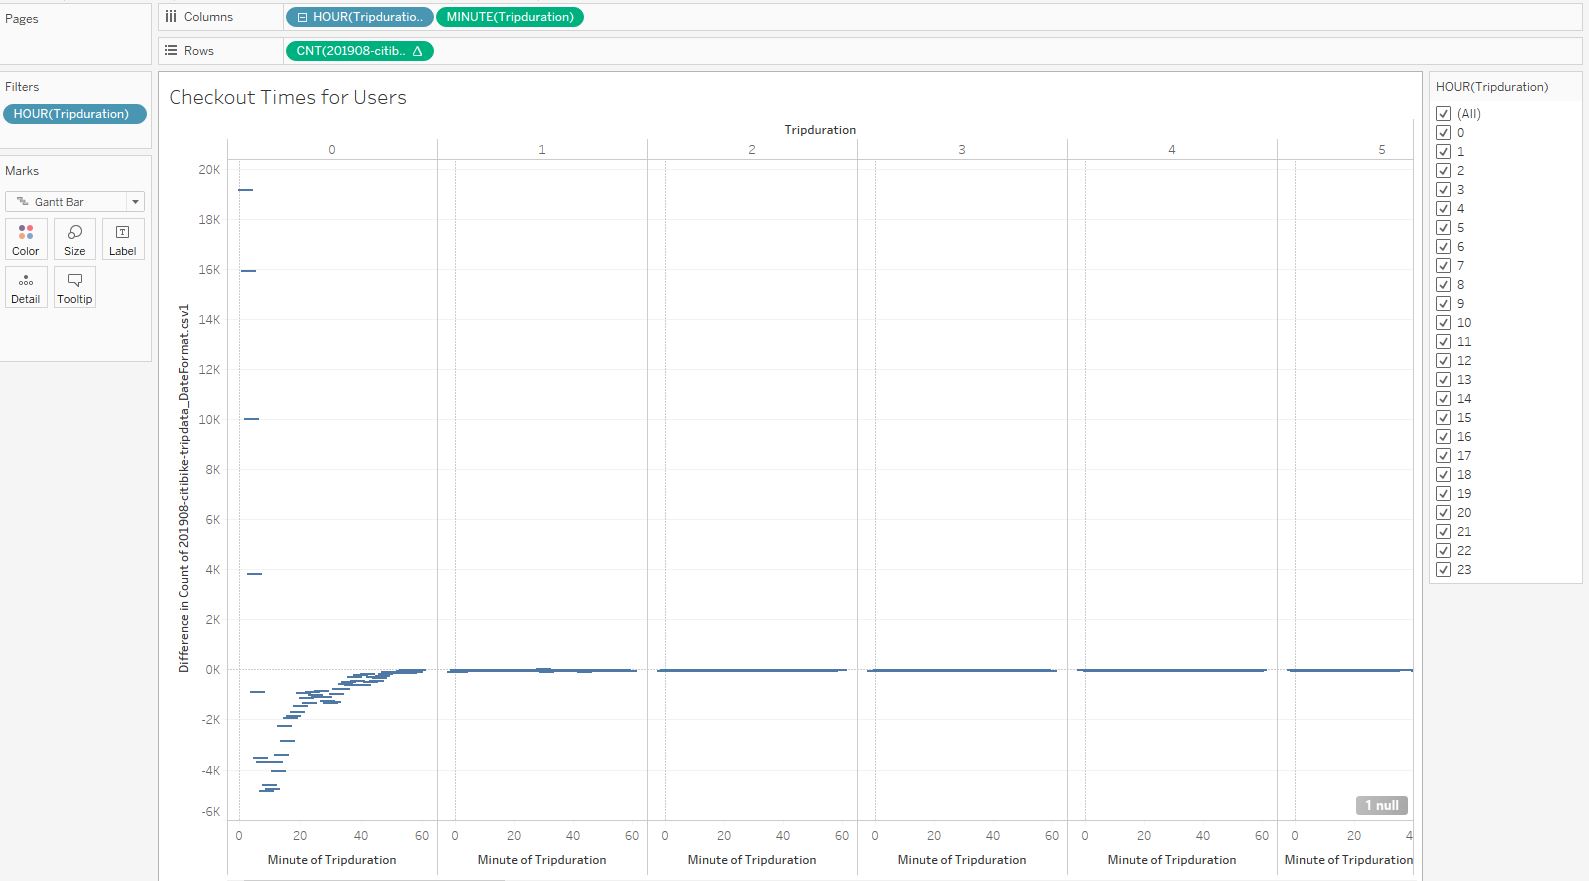 Pages
Columns
HOUR(Tripduratio..
MINUTE(Tripduration)
Rows
CNT(201908-citib.. Δ
Filters
HOUR(Tripduration)
Marks
Gantt Bar
Color
Size
Label
Detail
Tooltip
Checkout Times for Users
Tripduration
0 1 2 3 4 5
Difference in Count of 201908-citibike-tripdata_DateFormat.csv1
20K
18K
16K
14K
12K
10K
8K
6K
4K
2K
0K
-2K
-4K
-6K
1 null
0 20 40 60 0 20 40 60 0 20 40 60 0 20 40 60 0 20 40 60 0 20 4
Minute of Tripduration Minute of Tripduration Minute of Tripduration Minute of Tripduration Minute of Tripduration Minute of Tripduration
HOUR(Tripduration)
(All)
0
1
2
3
4
5
6
7
8
9
10
11
12
13
14
15
16
17
18
19
20
21
22
23